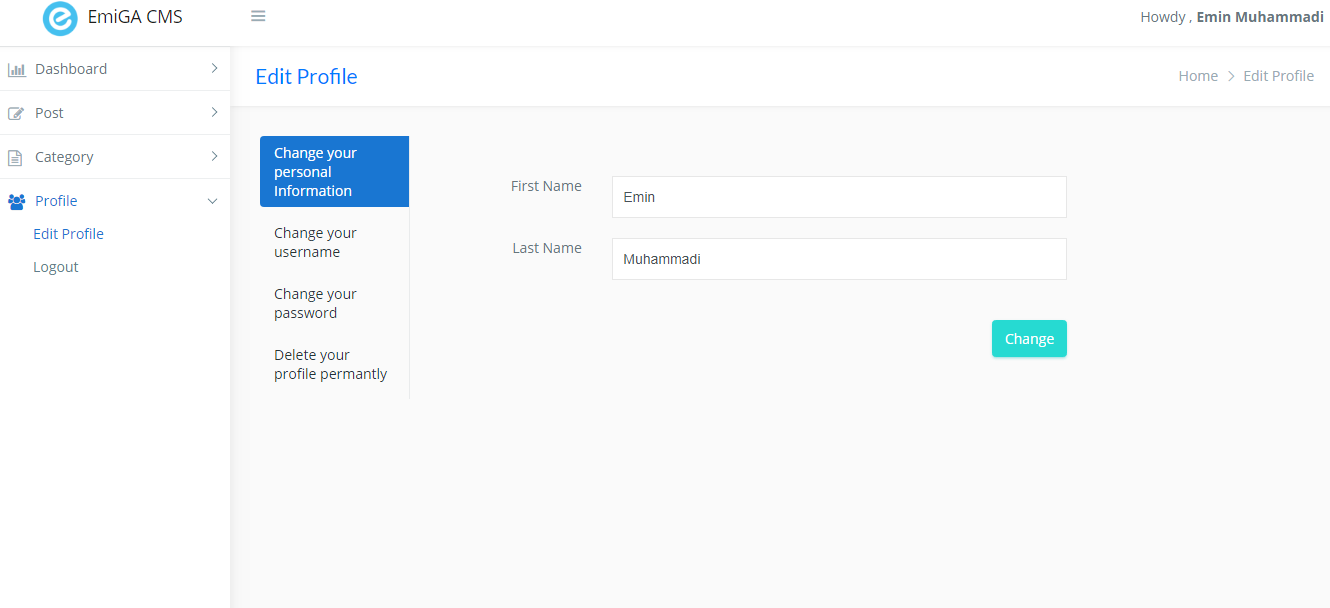 EmiGA CMS
Howdy , Emin Muhammadi
Dashboard
Post
Category
Profile
Edit Profile
Logout
Edit Profile
Home > Edit Profile
Change your
personal
Information
Change your
username
Change your
password
Delete your
profile permantly
First Name
Emin
Last Name
Muhammadi
Change